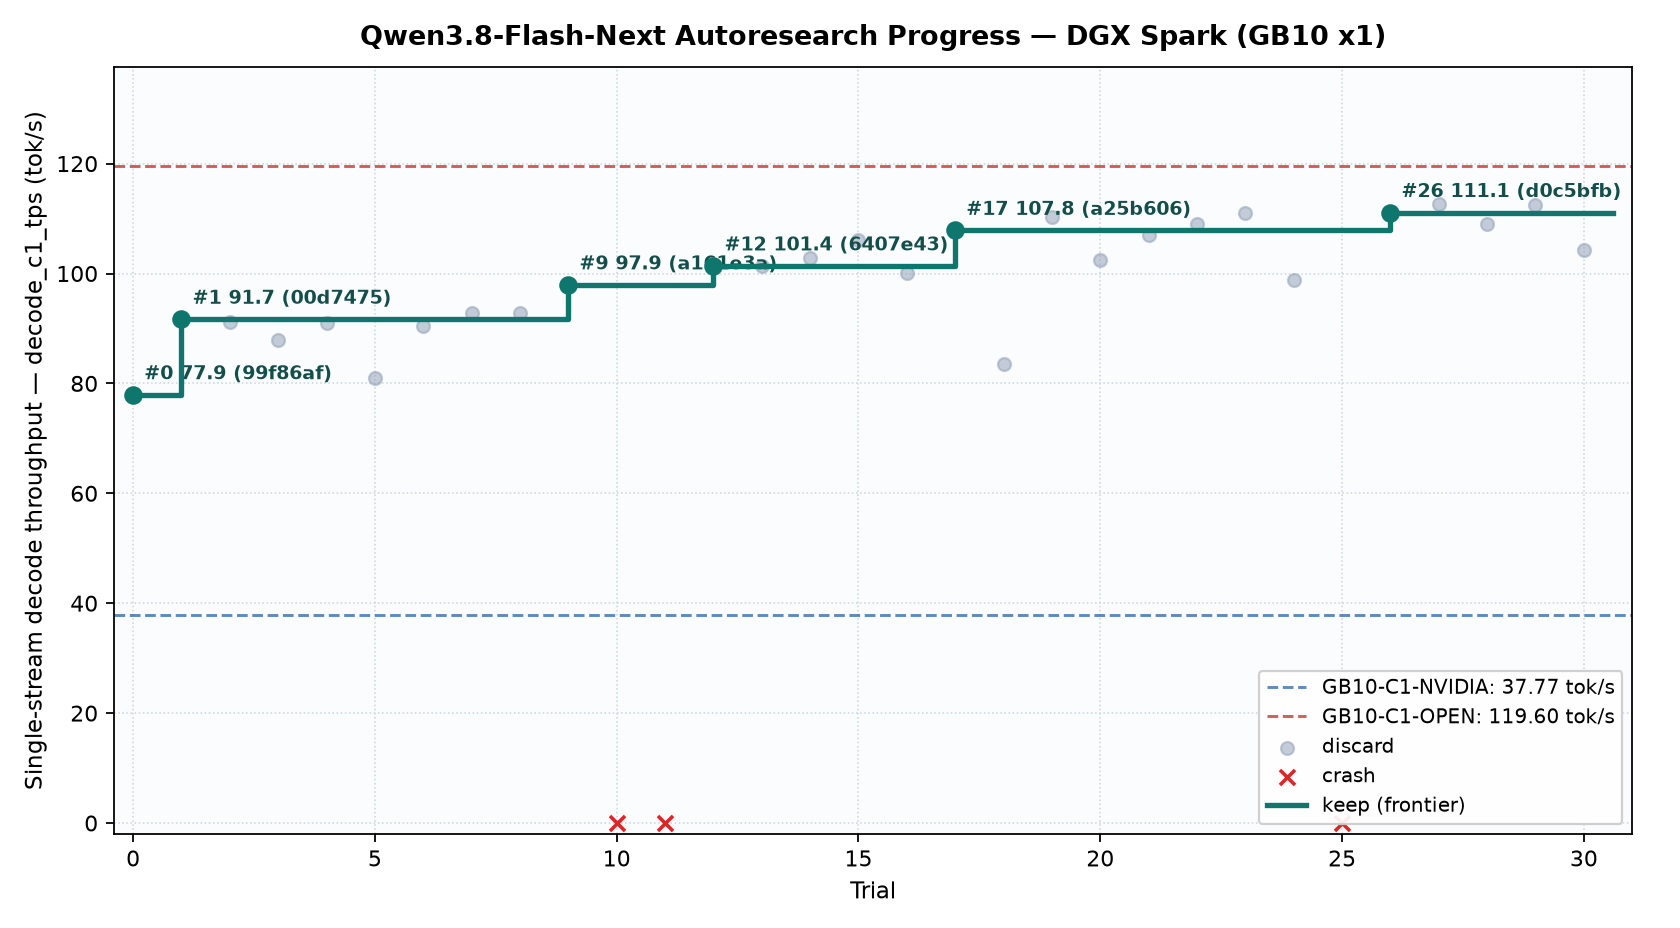 Qwen3.8-Flash-Next Autoresearch Progress — DGX Spark (GB10 x1)
Single-stream decode throughput — decode_c1_tps (tok/s)
120
100
80
60
40
20
0
#0 77.9 (99f86af)
#1 91.7 (00d7475)
#9 97.9
#12 101.4 (6407e43)
#17 107.8 (a25b606)
#26 111.1 (d0c5bfb)
GB10-C1-NVIDIA: 37.77 tok/s
GB10-C1-OPEN: 119.60 tok/s
discard
crash
keep (frontier)
0
5
10
15
20
25
30
Trial